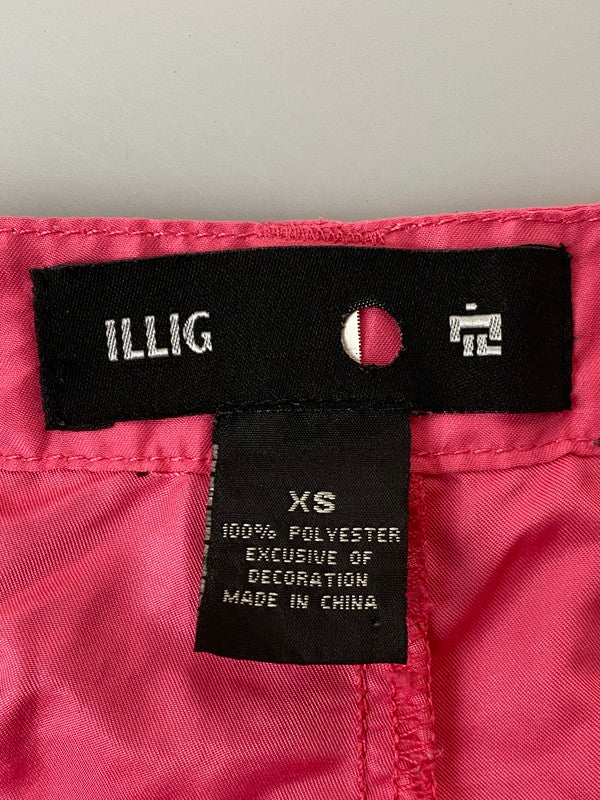 ILLIG
XS
100% POLYESTER
EXCUSIVE OF
DECORATION
MADE IN CHINA